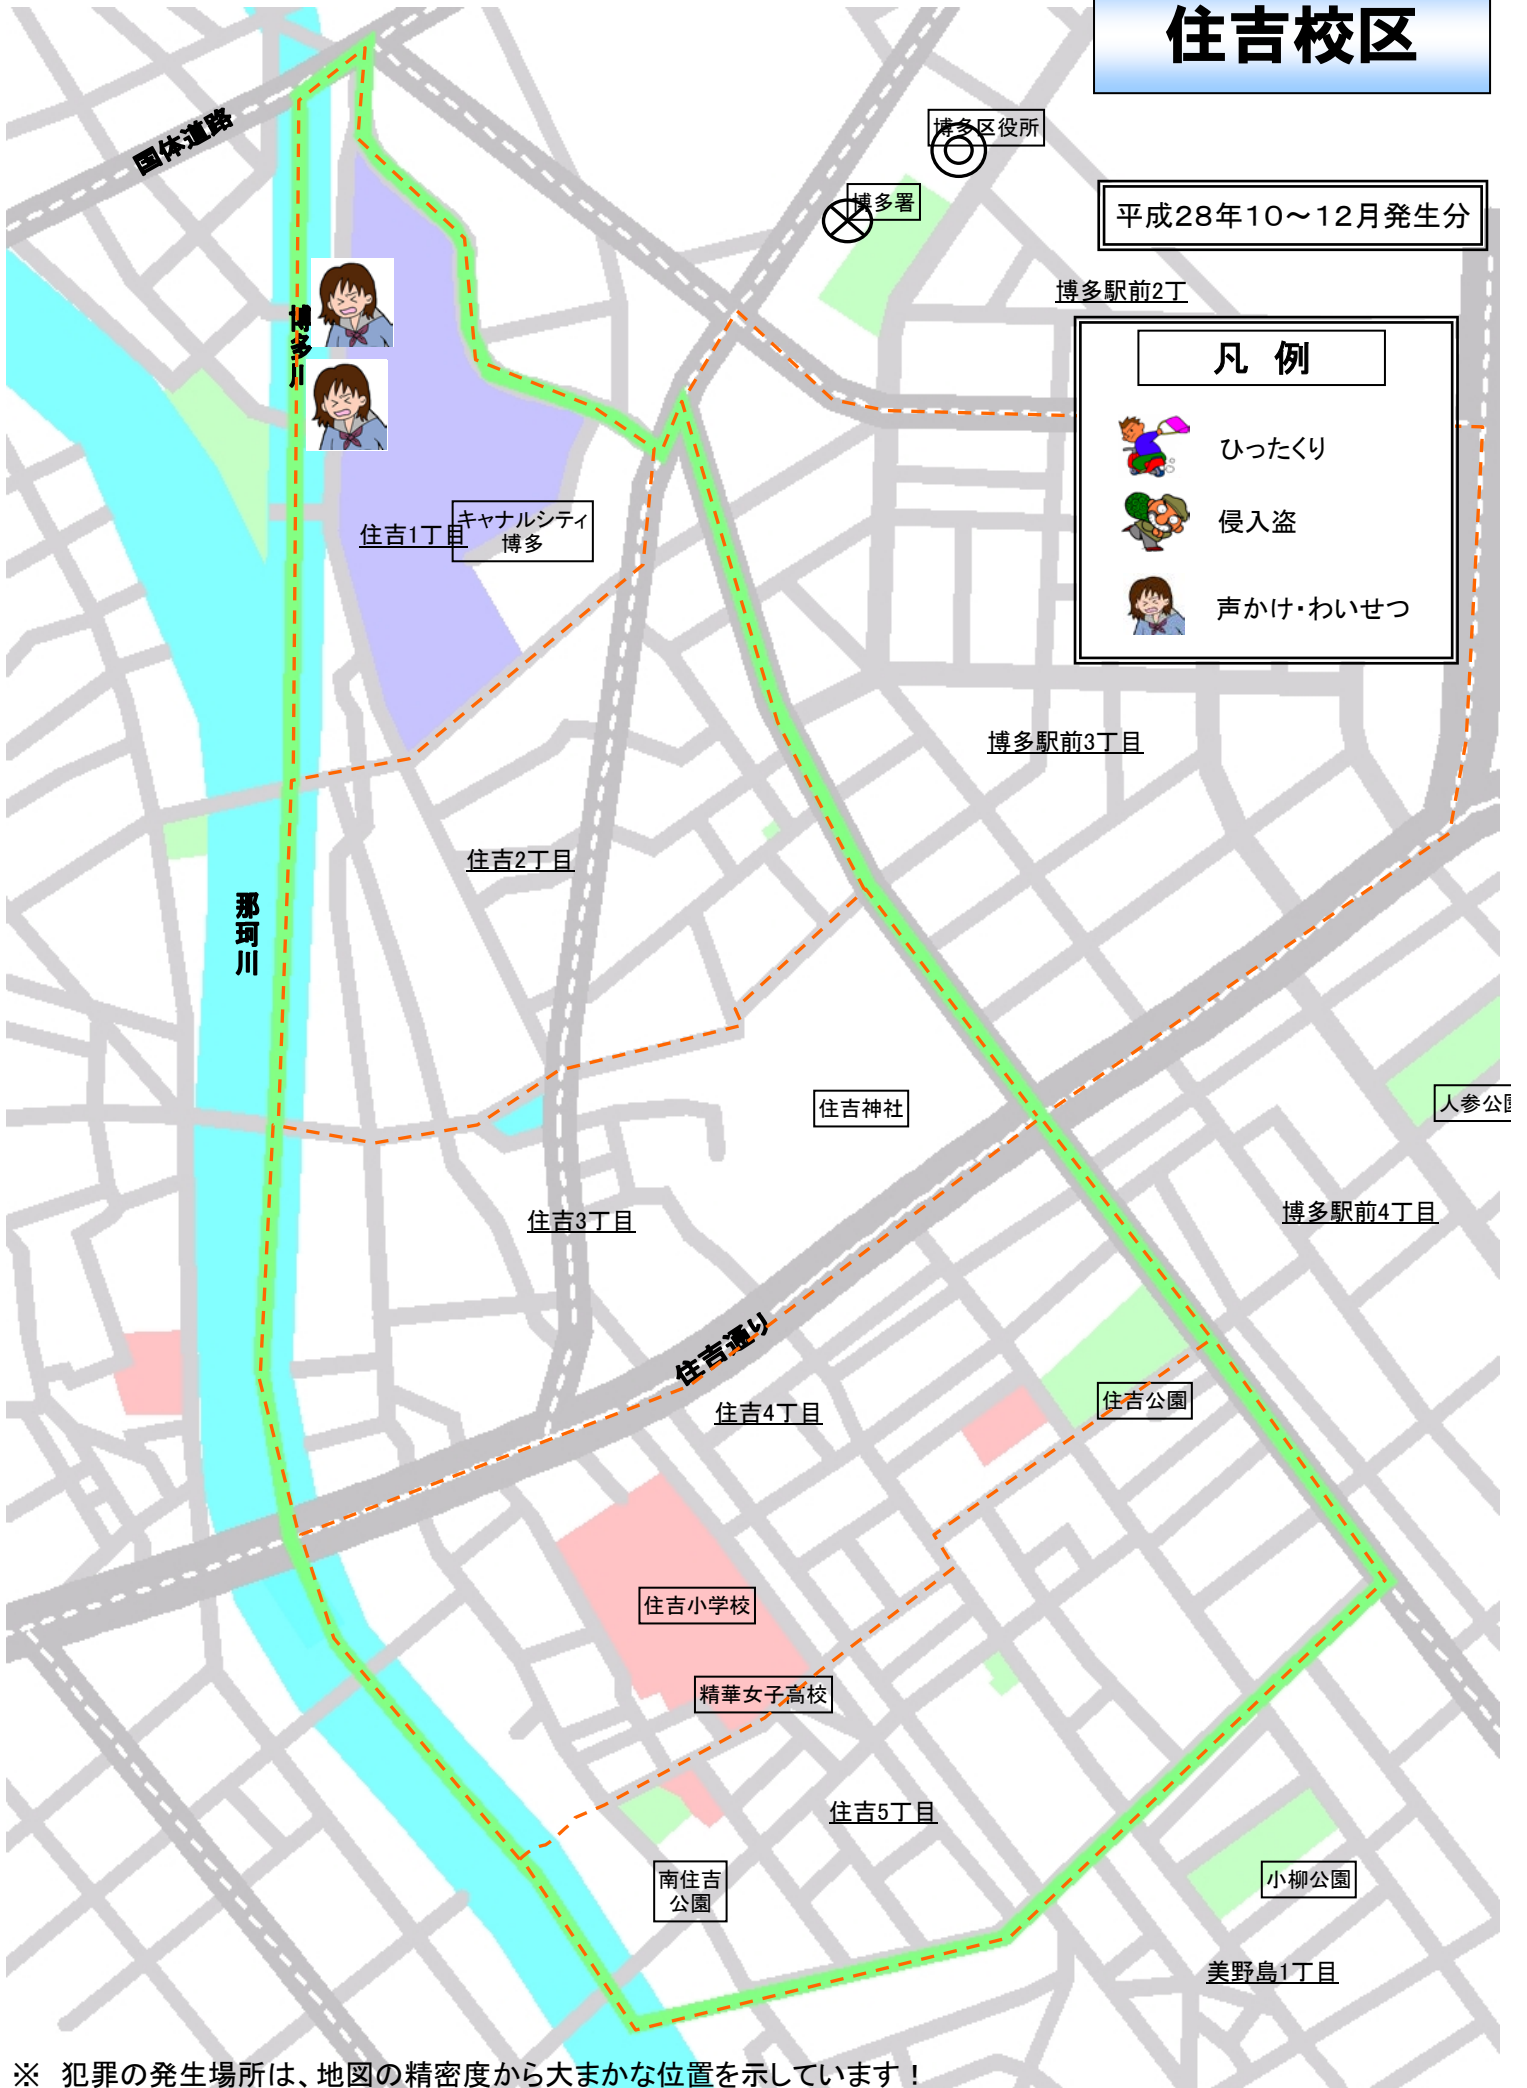 住吉校区
国体道路
博多区役所
博多署
平成28年10～12月発生分
博多駅前2丁
凡 例
ひったくり
侵入盗
声かけ・わいせつ
博多川
住吉1丁目
キャナルシティ
博多
博多駅前3丁目
住吉2丁目
那珂川
住吉神社
人参公園
博多駅前4丁目
住吉3丁目
住吉通り
住吉4丁目
住吉公園
住吉小学校
精華女子高校
住吉5丁目
南住吉
公園
小柳公園
美野島1丁目
※ 犯罪の発生場所は、地図の精密度から大まかな位置を示しています！